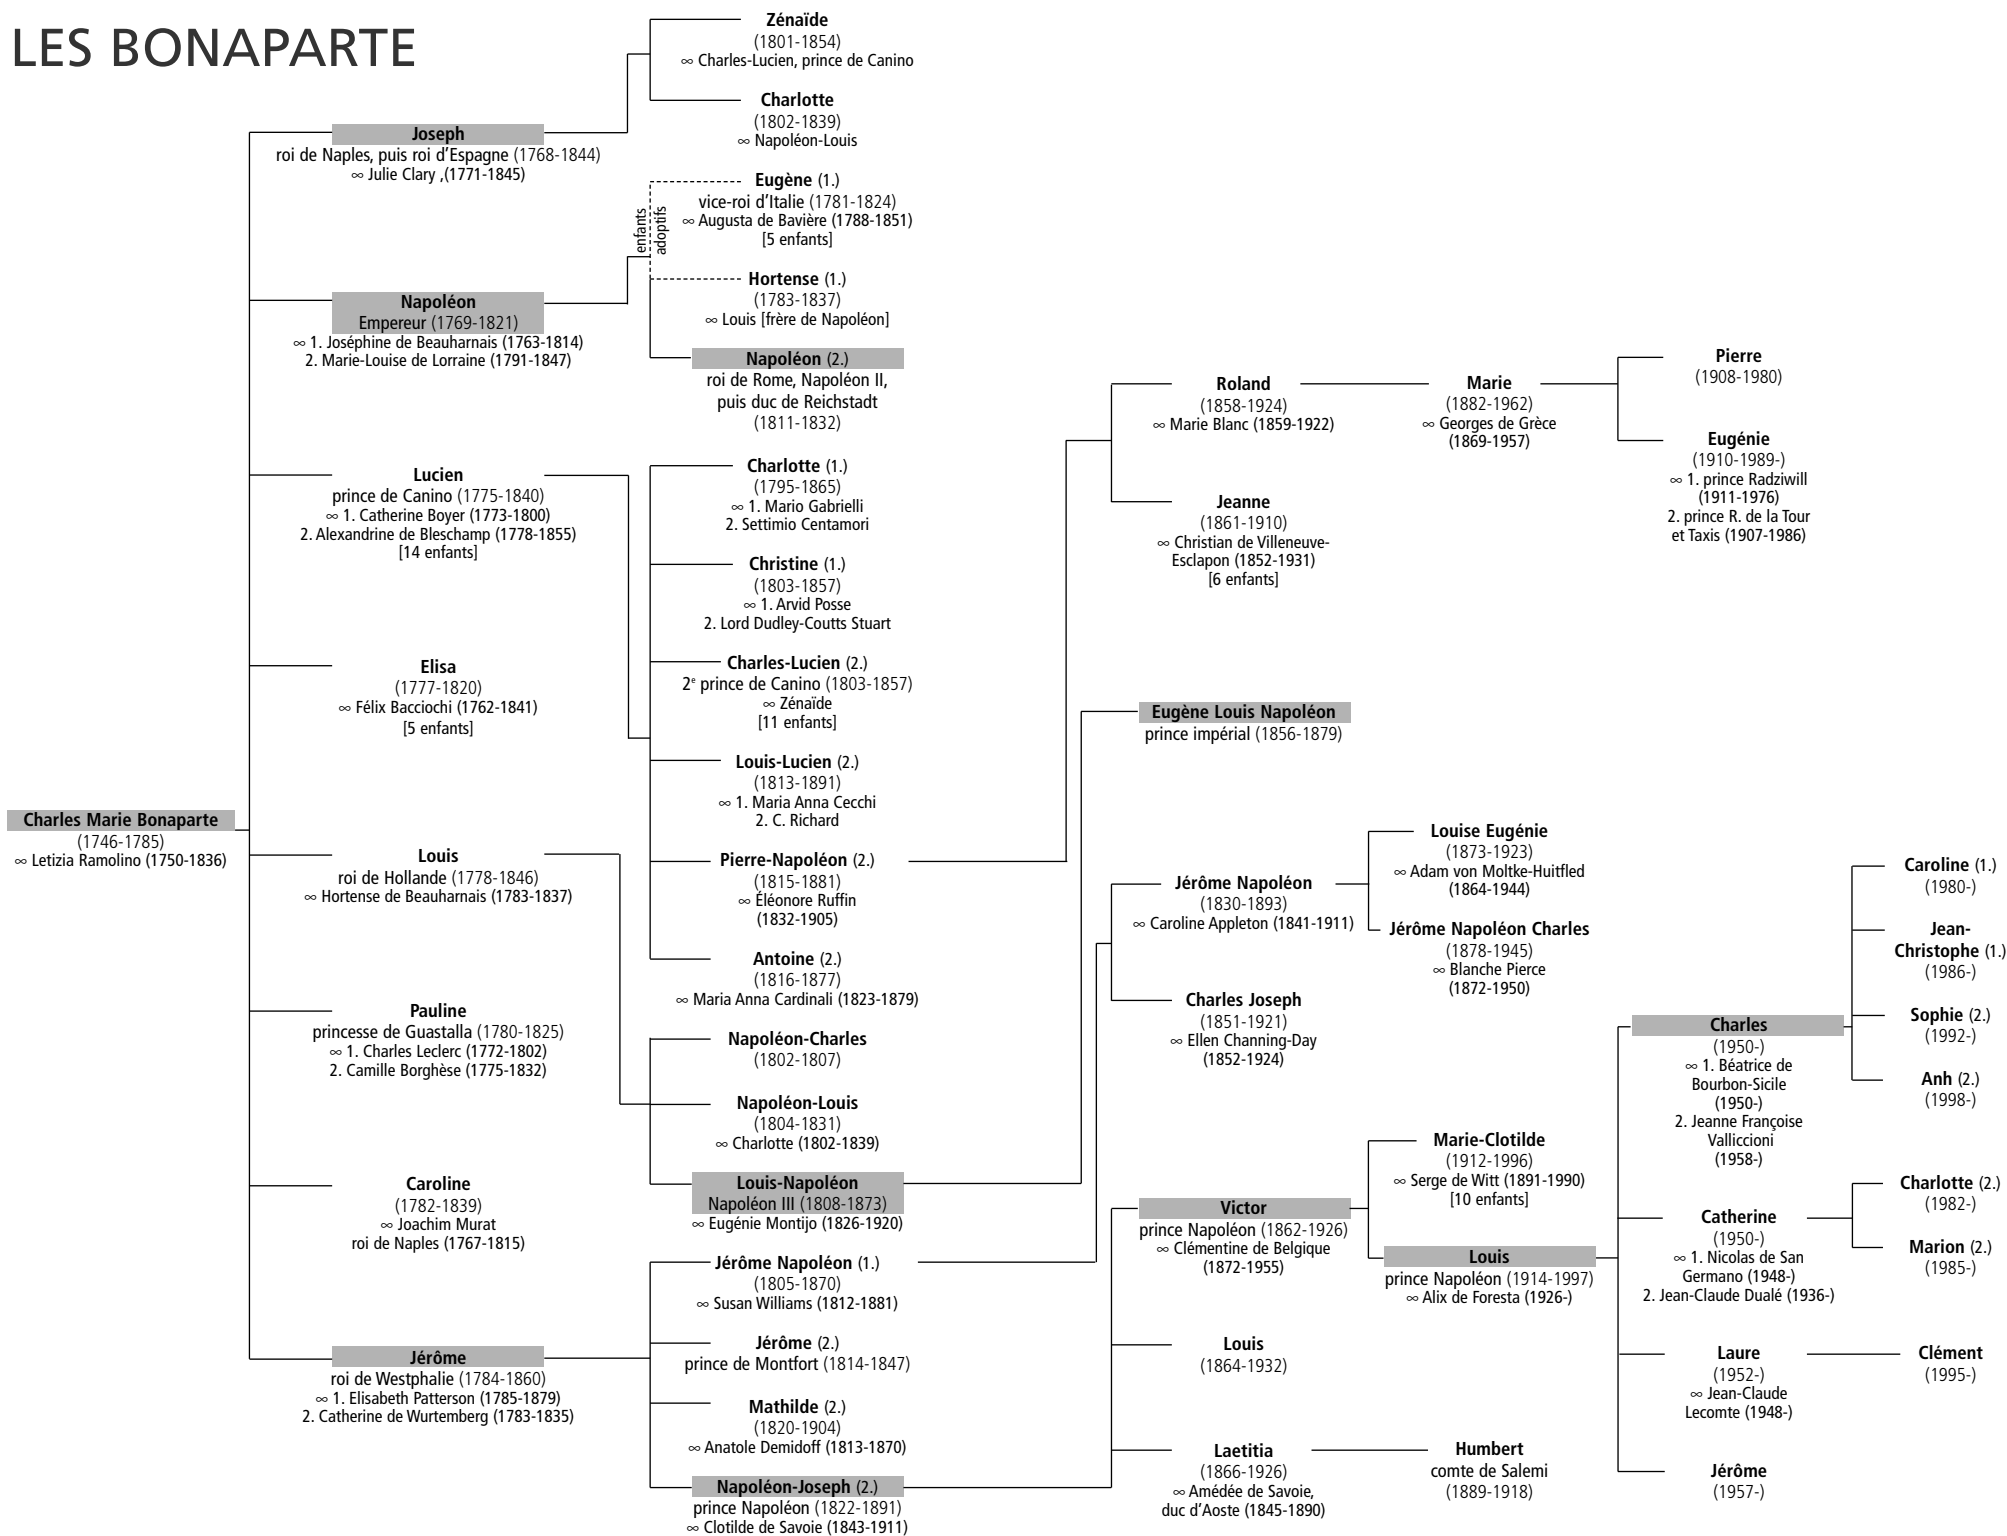 LES BONAPARTE
Charles Marie Bonaparte
(1746-1785)
∞ Letizia Ramolino (1750-1836)
Joseph
roi de Naples, puis roi d'Espagne (1768-1844)
∞ Julie Clary ,(1771-1845)
Napoléon
Empereur (1769-1821)
∞ 1. Joséphine de Beauharnais (1763-1814)
2. Marie-Louise de Lorraine (1791-1847)
Lucien
prince de Canino (1775-1840)
∞ 1. Catherine Boyer (1773-1800)
2. Alexandrine de Bleschamp (1778-1855)
[14 enfants]
Elisa
(1777-1820)
∞ Félix Bacciochi (1762-1841)
[5 enfants]
Louis
roi de Hollande (1778-1846)
∞ Hortense de Beauharnais (1783-1837)
Pauline
princesse de Guastalla (1780-1825)
∞ 1. Charles Leclerc (1772-1802)
2. Camille Borghèse (1775-1832)
Caroline
(1782-1839)
∞ Joachim Murat
roi de Naples (1767-1815)
Jérôme
roi de Westphalie (1784-1860)
∞ 1. Elisabeth Patterson (1785-1879)
2. Catherine de Wurtemberg (1783-1835)
Zénaïde
(1801-1854)
∞ Charles-Lucien, prince de Canino
Charlotte
(1802-1839)
∞ Napoléon-Louis
enfants
adoptifs
Eugène (1.)
vice-roi d'Italie (1781-1824)
∞ Augusta de Bavière (1788-1851)
[5 enfants]
Hortense (1.)
(1783-1837)
∞ Louis [frère de Napoléon]
Napoléon (2.)
roi de Rome, Napoléon II,
puis duc de Reichstadt
(1811-1832)
Charlotte (1.)
(1795-1865)
∞ 1. Mario Gabrielli
2. Settimio Centamori
Christine (1.)
(1803-1857)
∞ 1. Arvid Posse
2. Lord Dudley-Coutts Stuart
Charles-Lucien (2.)
2e prince de Canino (1803-1857)
∞ Zénaïde
[11 enfants]
Louis-Lucien (2.)
(1813-1891)
∞ 1. Maria Anna Cecchi
2. C. Richard
Pierre-Napoléon (2.)
(1815-1881)
∞ Éléonore Ruffin
(1832-1905)
Antoine (2.)
(1816-1877)
∞ Maria Anna Cardinali (1823-1879)
Napoléon-Charles
(1802-1807)
Napoléon-Louis
(1804-1831)
∞ Charlotte (1802-1839)
Louis-Napoléon
Napoléon III (1808-1873)
∞ Eugénie Montijo (1826-1920)
Jérôme Napoléon (1.)
(1805-1870)
∞ Susan Williams (1812-1881)
Jérôme (2.)
prince de Montfort (1814-1847)
Mathilde (2.)
(1820-1904)
∞ Anatole Demidoff (1813-1870)
Napoléon-Joseph (2.)
prince Napoléon (1822-1891)
∞ Clotilde de Savoie (1843-1911)
Roland
(1858-1924)
∞ Marie Blanc (1859-1922)
Jeanne
(1861-1910)
∞ Christian de Villeneuve-
Esclapon (1852-1931)
[6 enfants]
Eugène Louis Napoléon
prince impérial (1856-1879)
Jérôme Napoléon
(1830-1893)
∞ Caroline Appleton (1841-1911)
Charles Joseph
(1851-1921)
∞ Ellen Channing-Day
(1852-1924)
Victor
prince Napoléon (1862-1926)
∞ Clémentine de Belgique
(1872-1955)
Louis
(1864-1932)
Laetitia
(1866-1926)
∞ Amédée de Savoie,
duc d'Aoste (1845-1890)
Marie
(1882-1962)
∞ Georges de Grèce
(1869-1957)
Louise Eugénie
(1873-1923)
∞ Adam von Moltke-Huitfled
(1864-1944)
Jérôme Napoléon Charles
(1878-1945)
∞ Blanche Pierce
(1872-1950)
Marie-Clotilde
(1912-1996)
∞ Serge de Witt (1891-1990)
[10 enfants]
Louis
prince Napoléon (1914-1997)
∞ Alix de Foresta (1926-)
Humbert
comte de Salemi
(1889-1918)
Pierre
(1908-1980)
Eugénie
(1910-1989-)
∞ 1. prince Radziwill
(1911-1976)
2. prince R. de la Tour
et Taxis (1907-1986)
Charles
(1950-)
∞ 1. Béatrice de
Bourbon-Sicile
(1950-)
2. Jeanne Françoise
Valliccioni
(1958-)
Catherine
(1950-)
∞ 1. Nicolas de San
Germano (1948-)
2. Jean-Claude Dualé (1936-)
Laure
(1952-)
∞ Jean-Claude
Lecomte (1948-)
Jérôme
(1957-)
Caroline (1.)
(1980-)
Jean-
Christophe (1.)
(1986-)
Sophie (2.)
(1992-)
Anh (2.)
(1998-)
Charlotte (2.)
(1982-)
Marion (2.)
(1985-)
Clément
(1995-)